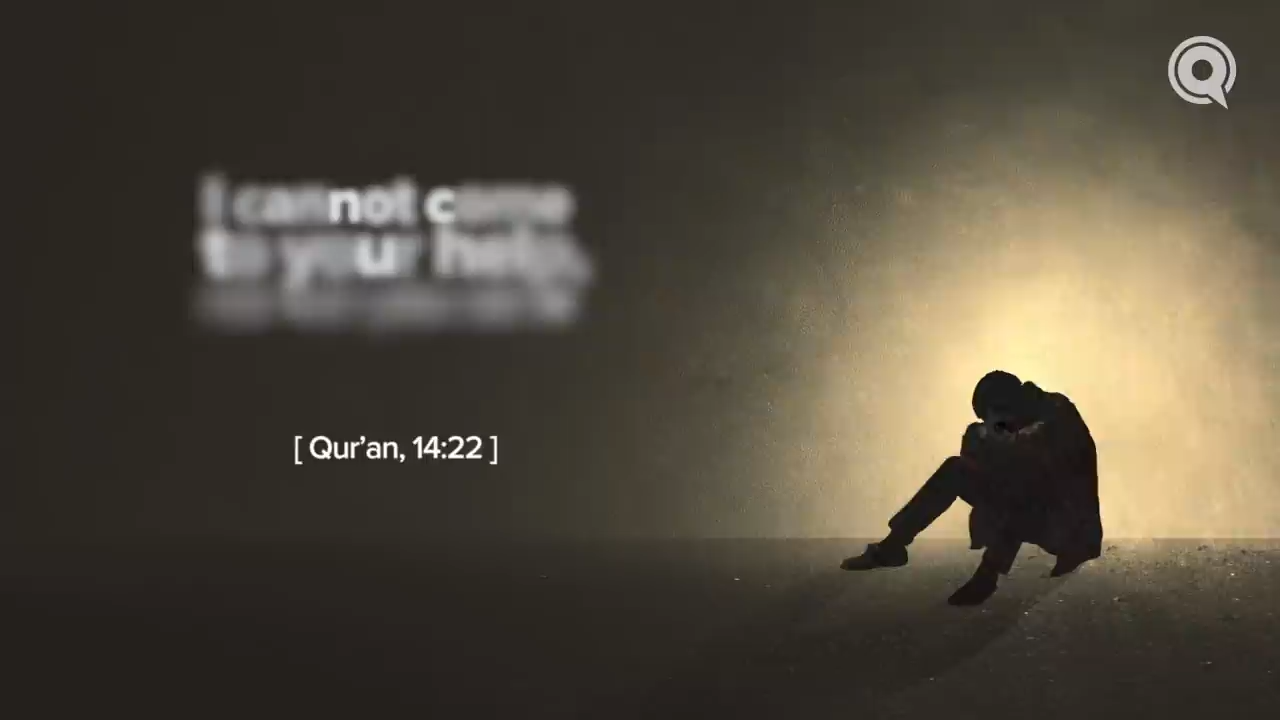 I cannot come
to your help,
[ Qur’an, 14:22 ]